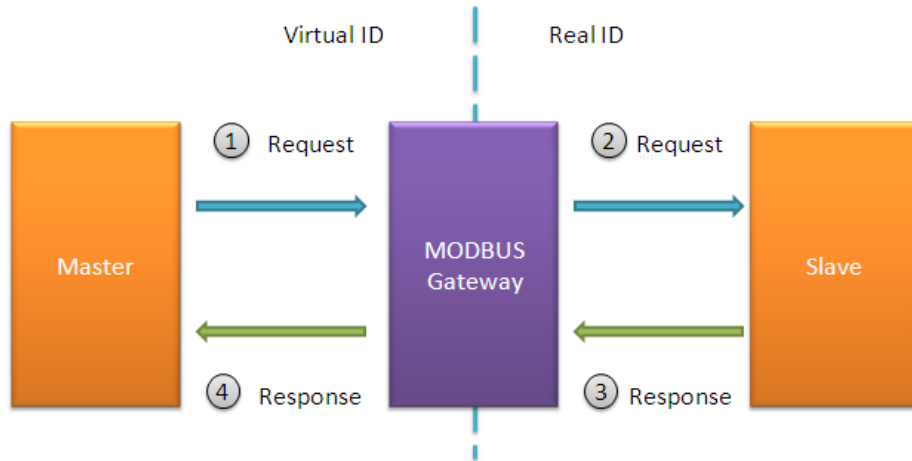 Virtual ID
Real ID
1 Request
2 Request
Master
MODBUS
Gateway
Slave
4 Response
3 Response